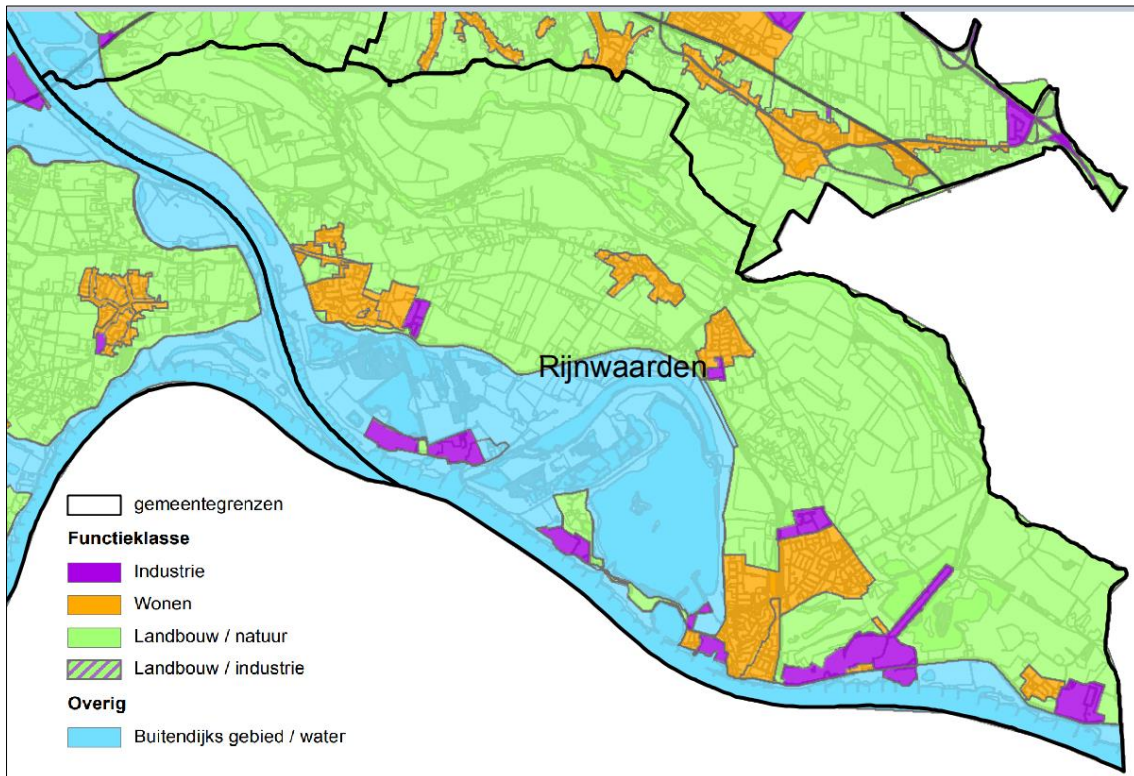 Rijnwaarden
gemeentegrenzen
Functieklasse
Industrie
Wonen
Landbouw / natuur
Landbouw / industrie
Overig
Buitendijks gebied / water